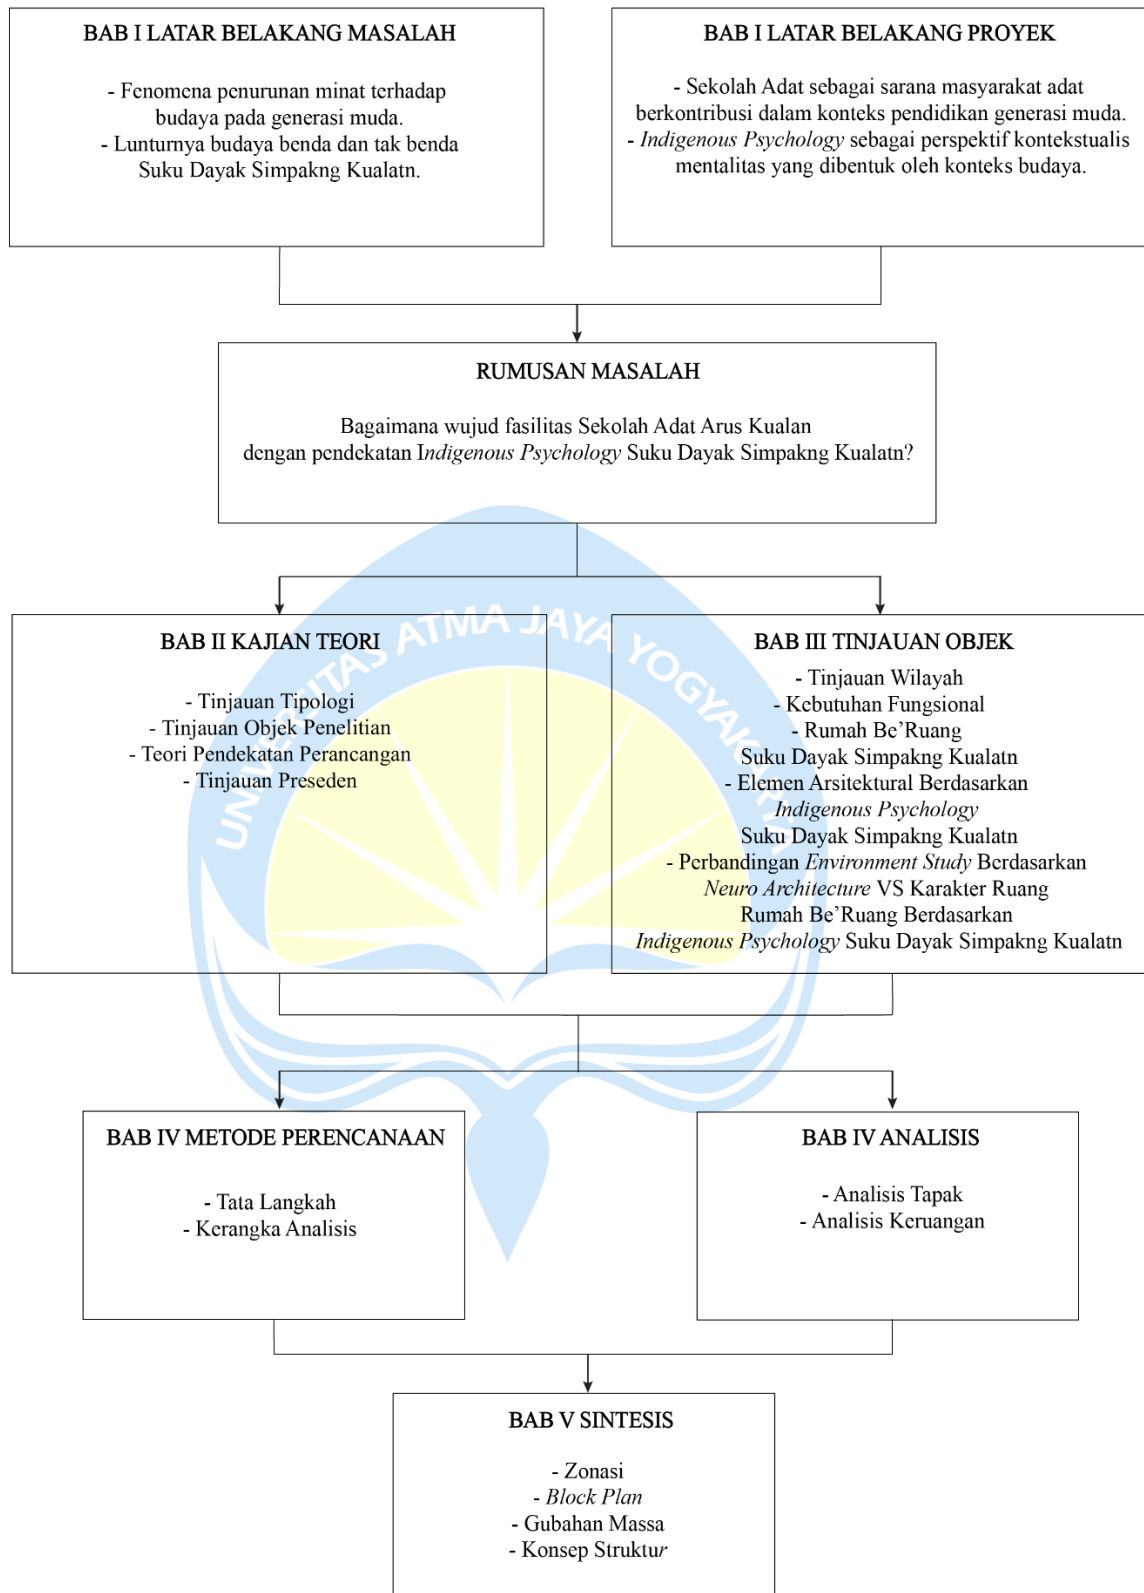 BAB I LATAR BELAKANG MASALAH
- Fenomena penurunan minat terhadap
budaya pada generasi muda.
- Lunturnya budaya benda dan tak benda
Suku Dayak Simpakng Kualatn.
BAB I LATAR BELAKANG PROYEK
- Sekolah Adat sebagai sarana masyarakat adat
berkontribusi dalam konteks pendidikan generasi muda.
- Indigenous Psychology sebagai perspektif kontekstualis
mentalitas yang dibentuk oleh konteks budaya.
RUMUSAN MASALAH
Bagaimana wujud fasilitas Sekolah Adat Arus Kualan
dengan pendekatan Indigenous Psychology Suku Dayak Simpakng Kualatn?
UNIVERSITAS ATMA JAYA YOGYAKARTA
BAB II KAJIAN TEORI
- Tinjauan Tipologi
- Tinjauan Objek Penelitian
- Teori Pendekatan Perancangan
- Tinjauan Preseden
BAB III TINJAUAN OBJEK
- Tinjauan Wilayah
- Kebutuhan Fungsional
- Rumah Be’Ruang
Suku Dayak Simpakng Kualatn
- Elemen Arsitektural Berdasarkan
Indigenous Psychology
Suku Dayak Simpakng Kualatn
- Perbandingan Environment Study Berdasarkan
Neuro Architecture VS Karakter Ruang
Rumah Be’Ruang Berdasarkan
Indigenous Psychology Suku Dayak Simpakng Kualatn
BAB IV METODE PERENCANAAN
- Tata Langkah
- Kerangka Analisis
BAB IV ANALISIS
- Analisis Tapak
- Analisis Keruangan
BAB V SINTESIS
- Zonasi
- Block Plan
- Gubahan Massa
- Konsep Struktur